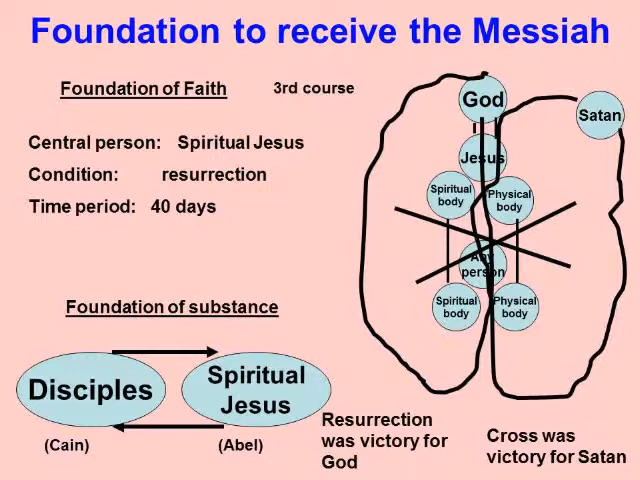 Foundation to receive the Messiah
Foundation of Faith
3rd course
Central person: Spiritual Jesus
Condition: resurrection
Time period: 40 days
God
Satan
Jesus
Spiritual
body
Physical
body
Any
person
Spiritual
body
Physical
body
Foundation of substance
Disciples
Spiritual
Jesus
(Cain)
(Abel)
Resurrection
was victory for
God
Cross was
victory for Satan